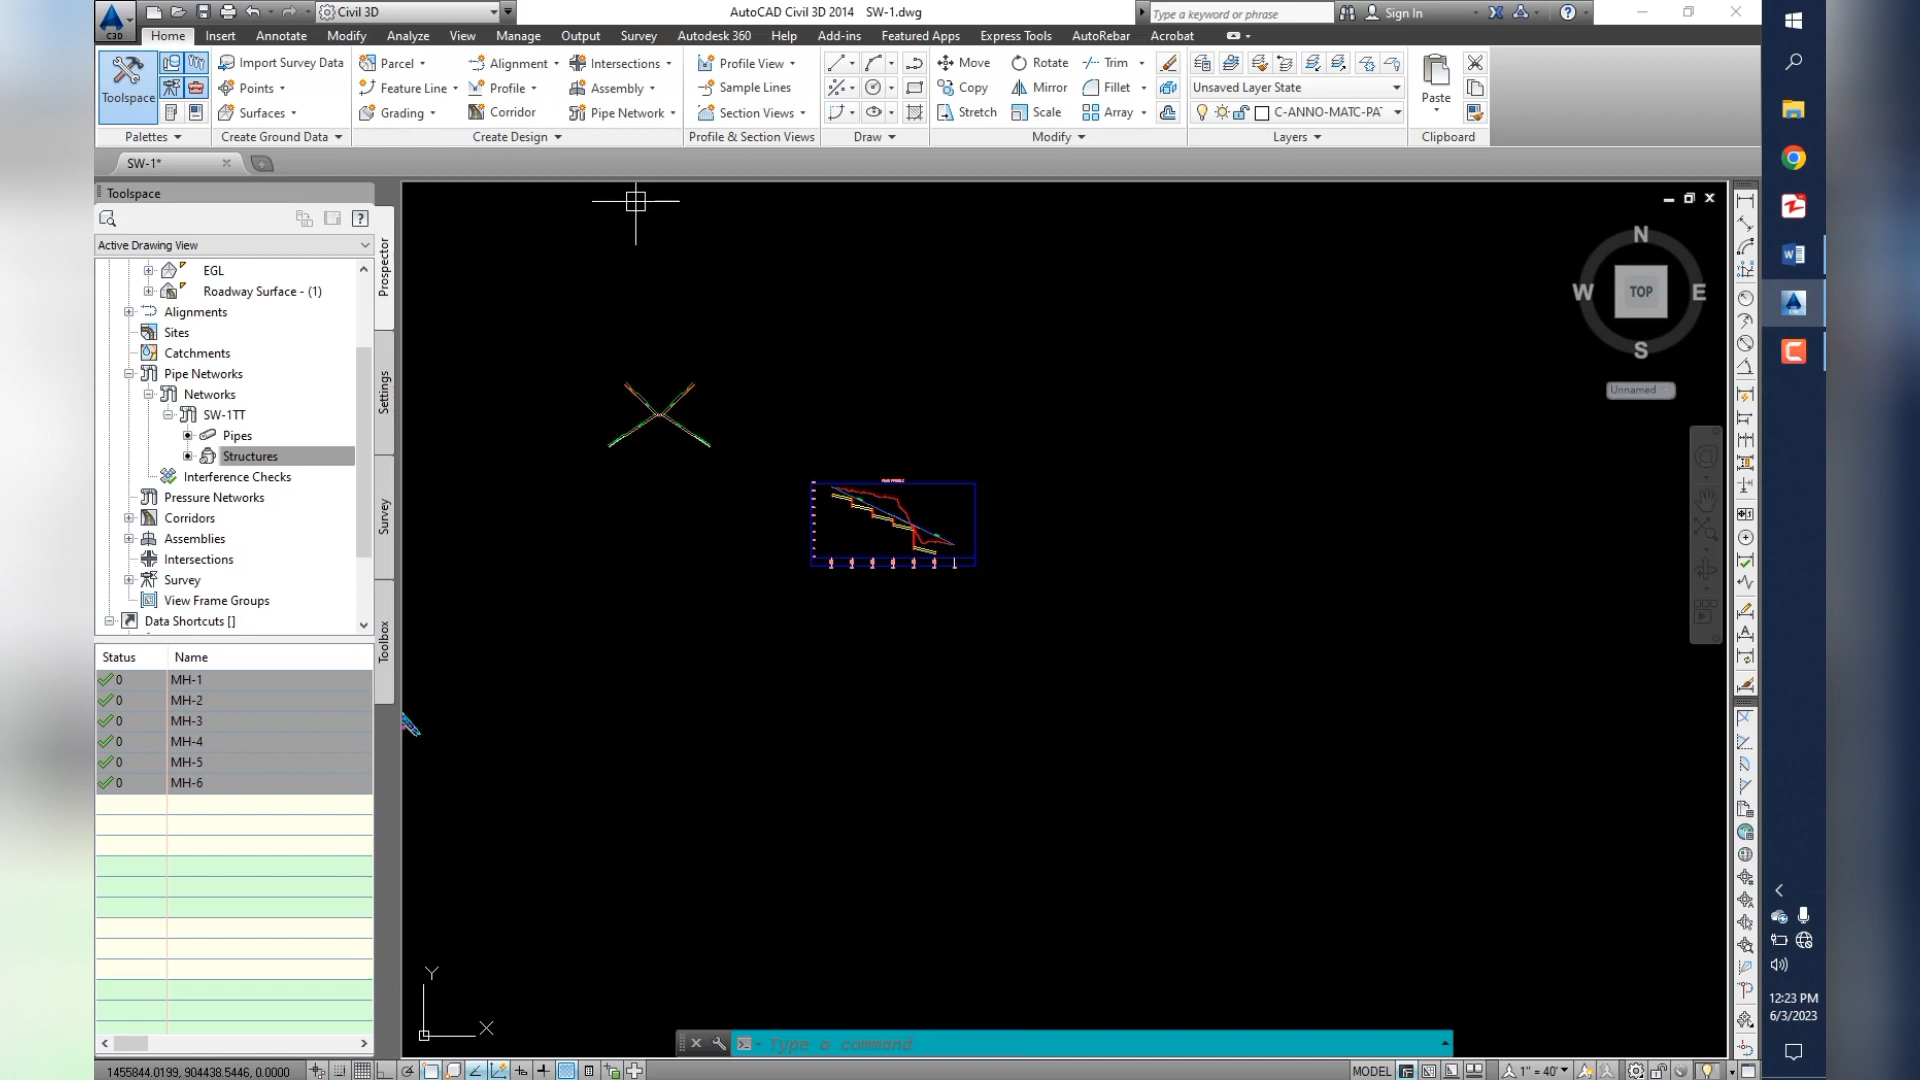 Civil 3D
AutoCAD Civil 3D 2014 SW-1.dwg
Type a keyword or phrase
Sign In
C3D
Home Insert Annotate Modify Analyze View Manage Output Survey Autodesk 360 Help Add-ins Featured Apps Express Tools AutoRebar Acrobat
Toolspace
Palettes
Import Survey Data
Points
Surfaces
Create Ground Data
Parcel
Feature Line
Grading
Alignment
Profile
Corridor
Intersections
Assembly
Pipe Network
Create Design
Profile View
Sample Lines
Section Views
Profile & Section Views
Draw
Move
Copy
Stretch
Rotate
Mirror
Scale
Trim
Fillet
Array
Modify
Unsaved Layer State
C-ANNO-MATC-PAT
Layers
Paste
Clipboard
SW-1*
Toolspace
Active Drawing View
EGL
Roadway Surface - (1)
Alignments
Sites
Catchments
Pipe Networks
Networks
SW-1TT
Pipes
Structures
Interference Checks
Pressure Networks
Corridors
Assemblies
Intersections
Survey
View Frame Groups
Data Shortcuts []
Prospector
Settings
Survey
Toolbox
Status Name
0 MH-1
0 MH-2
0 MH-3
0 MH-4
0 MH-5
0 MH-6
N
W TOP E
S
Unnamed
Y
X
Type a command
1455844.0199, 904438.5446, 0.0000
MODEL
1" = 40'
12:23 PM
6/3/2023